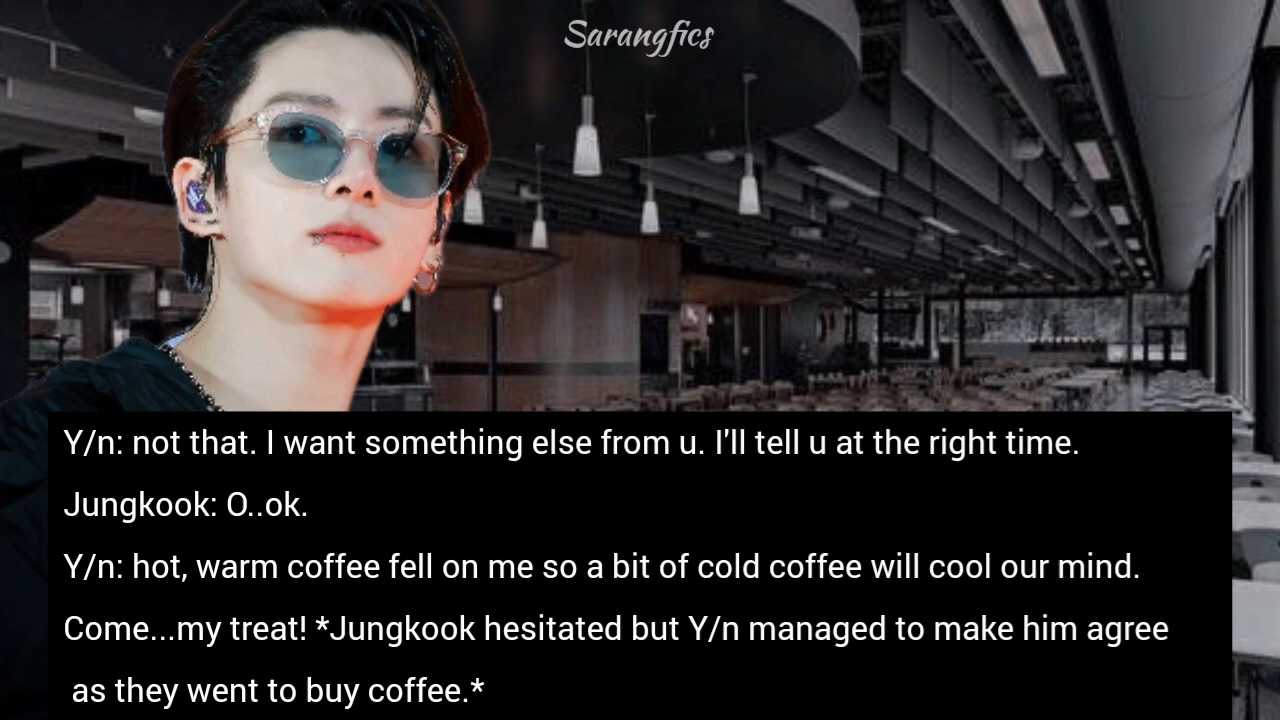 Sarangfics
Y/n: not that. I want something else from u. I'll tell u at the right time.
Jungkook: O..ok.
Y/n: hot, warm coffee fell on me so a bit of cold coffee will cool our mind.
Come...my treat! *Jungkook hesitated but Y/n managed to make him agree
as they went to buy coffee.*